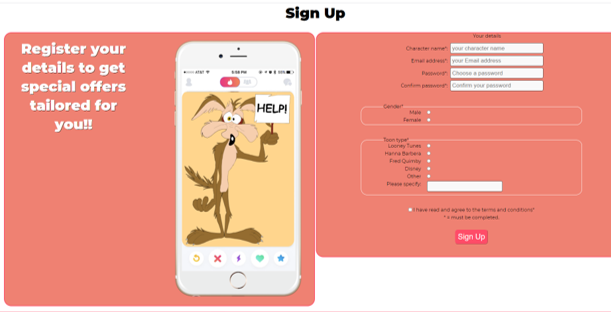 Sign Up
Register your
details to get
special offers
tailored for
you!!
AT&T
5:58 PM
50%
HELP!
Your details
Character name*:
your character name
Email address*:
your Email address
Password*:
Choose a password
Confirm password*:
Confirm your password
Gender*
Male
Female
Toon type*
Looney Tunes
Hanna Barbera
Fred Quimby
Disney
Other
Please specify:
I have read and agree to the terms and conditions*
* = must be completed.
Sign Up